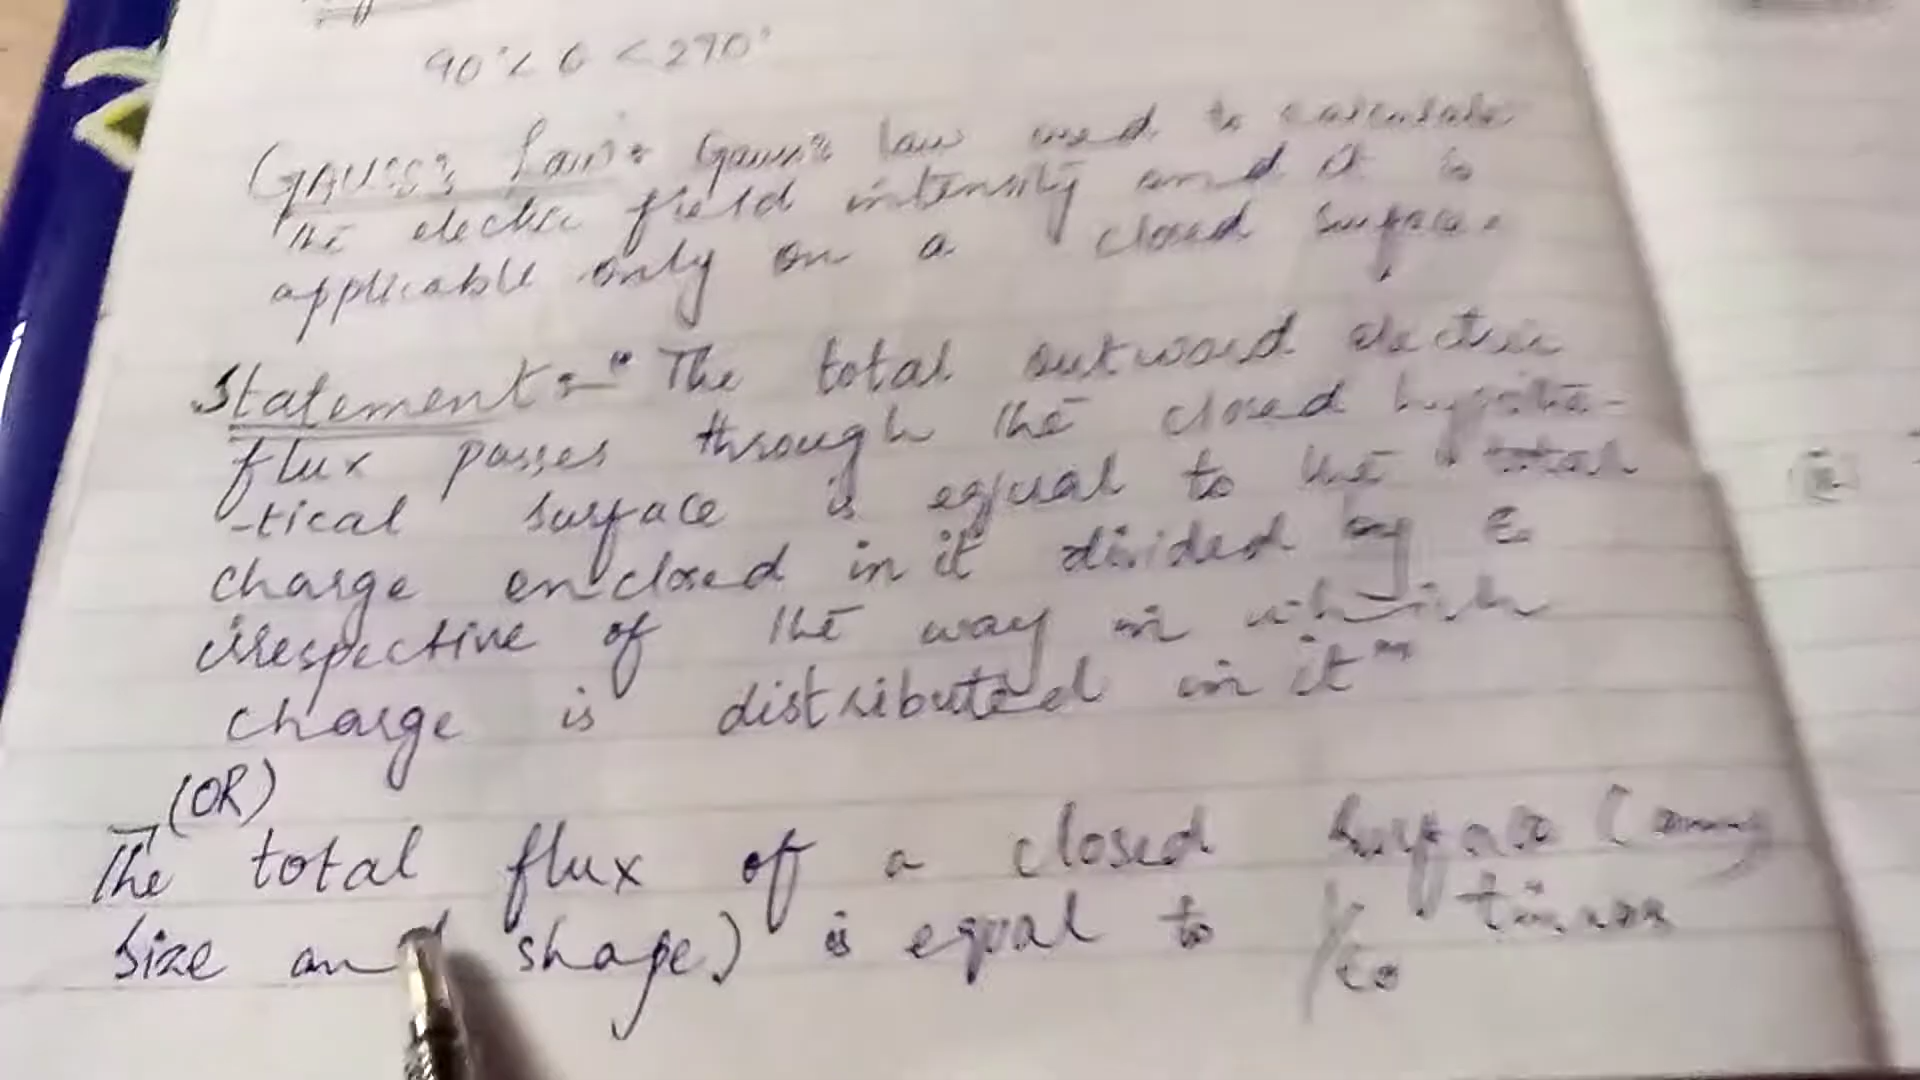 90° < θ < 270°
GAUSS's Law: Gauss's law used to calculate
the electric field intensity and it is
applicable only on a closed surface.
Statement:- "The total outward electric
flux passes through the closed hypothe-
-tical surface is equal to the total
charge enclosed in it divided by ε₀
irrespective of the way in which
charge is distributed in it"
(OR)
The total flux of a closed surface (any
size and shape) is equal to 1/ε₀ times